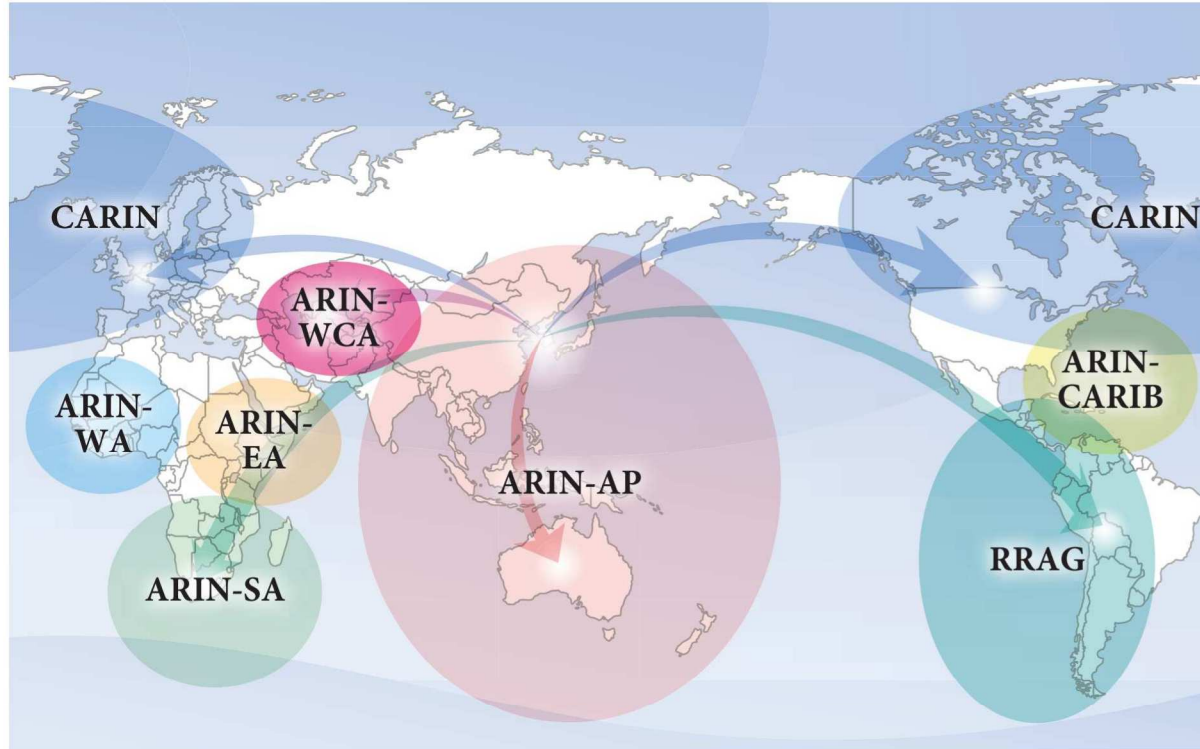 CARIN
CARIN
ARIN-
WCA
ARIN-
CARIB
ARIN-
WA
ARIN-
EA
ARIN-AP
RRAG
ARIN-SA